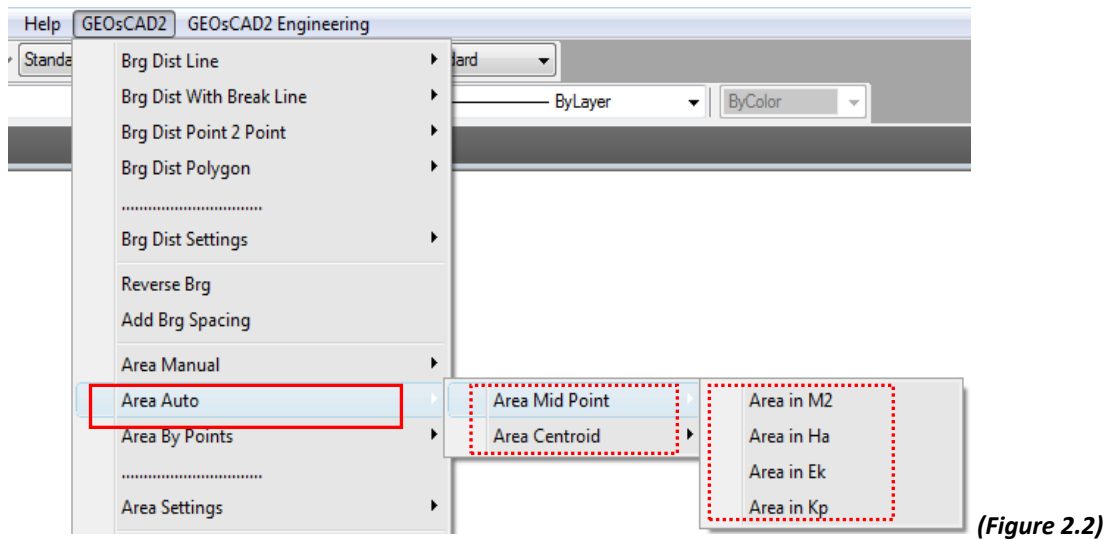 Help GEOsCAD2 GEOsCAD2 Engineering
Standa dard
Brg Dist Line
Brg Dist With Break Line
ByLayer ByColor
Brg Dist Point 2 Point
Brg Dist Polygon
................................
Brg Dist Settings
Reverse Brg
Add Brg Spacing
Area Manual
Area Auto Area Mid Point Area in M2
Area By Points Area Centroid Area in Ha
................................ Area in Ek
Area Settings Area in Kp
(Figure 2.2)